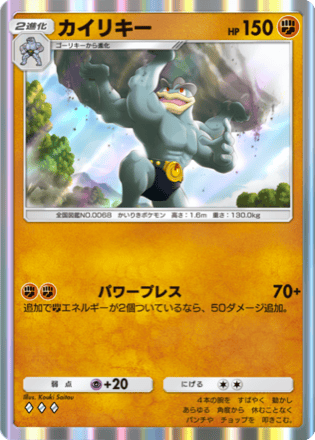 2進化
カイリキー
HP 150
ゴーリキーから進化
全国図鑑NO.0068 かいりきポケモン 高さ：1.6m 重さ：130.0kg
パワープレス 70+
追加で闘エネルギーが2個ついているなら、50ダメージ追加。
弱点 +20 にげる
Illus. Kouki Saitou
4本の腕を すばやく 動かし
あらゆる 角度から 休むことなく
パンチや チョップを 叩きこむ。